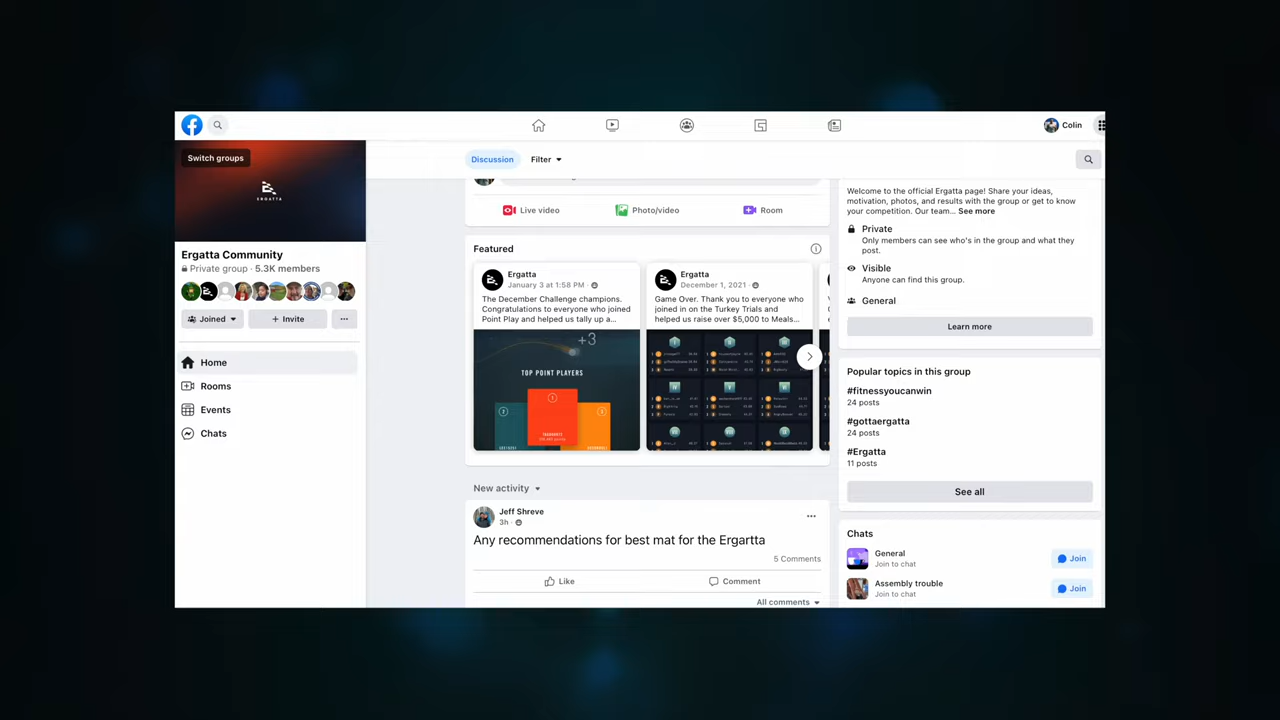 Colin
Switch groups
ERGATTA
Ergatta Community
Private group · 5.3K members
Joined
+ Invite
Home
Rooms
Events
Chats
Discussion
Filter
Live video
Photo/video
Room
Featured
Ergatta
January 3 at 1:58 PM ·
The December Challenge champions.
Congratulations to everyone who joined
Point Play and helped us tally up a...
+3
TOP POINT PLAYERS
Ergatta
December 1, 2021 ·
Game Over. Thank you to everyone who
joined in on the Turkey Trials and
helped us raise over $5,000 to Meals...
New activity
Jeff Shreve
3h ·
Any recommendations for best mat for the Ergartta
5 Comments
Like
Comment
All comments
Welcome to the official Ergatta page! Share your ideas,
motivation, photos, and results with the group or get to know
your competition. Our team... See more
Private
Only members can see who's in the group and what they
post.
Visible
Anyone can find this group.
General
Learn more
Popular topics in this group
#fitnessyoucanwin
24 posts
#gottaergatta
24 posts
#Ergatta
11 posts
See all
Chats
General
Join to chat
Join
Assembly trouble
Join to chat
Join